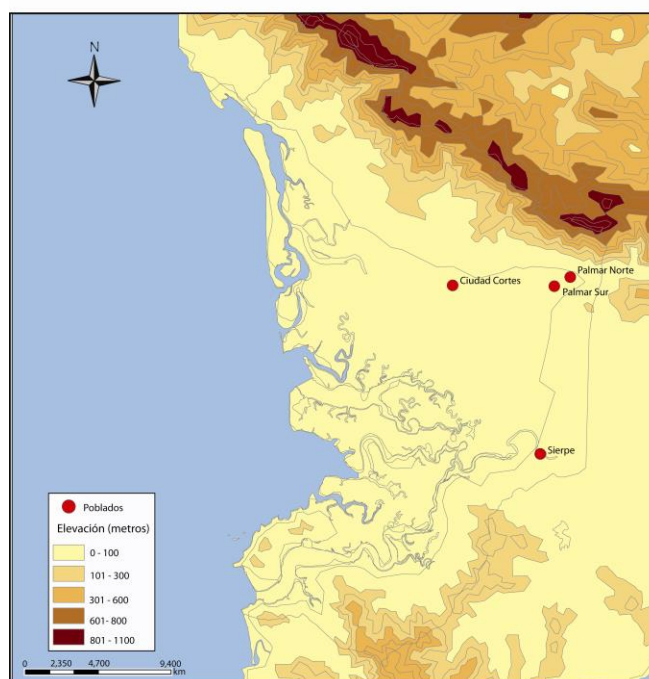 N
Palmar Norte
Ciudad Cortes
Palmar Sur
Sierpe
Poblados
Elevación (metros)
0 - 100
101 - 300
301 - 600
601 - 800
801 - 1100
0 2,350 4,700 9,400
km